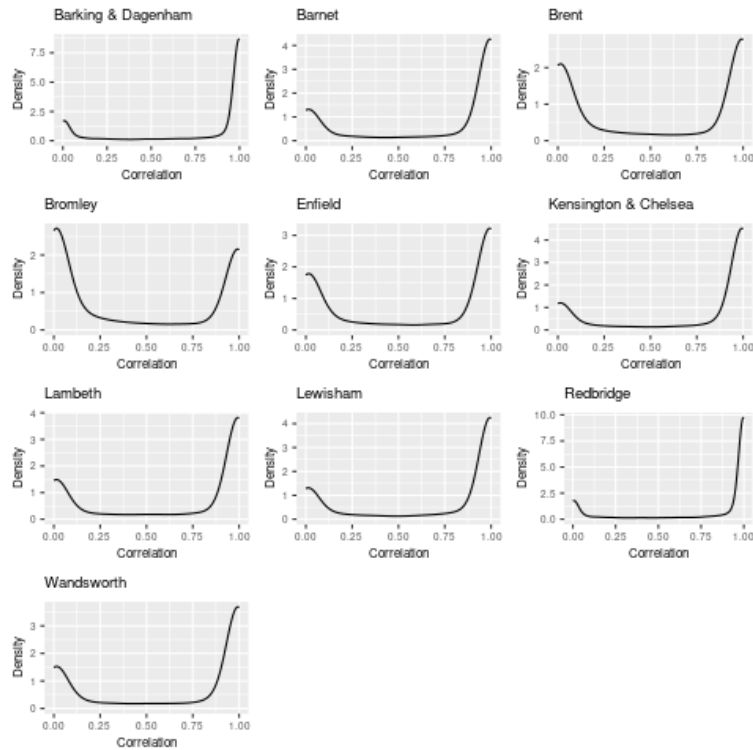 Barking & Dagenham
Density
7.5
5.0
2.5
0.0
0.00 0.25 0.50 0.75 1.00
Correlation
Barnet
Density
4
3
2
1
0
0.00 0.25 0.50 0.75 1.00
Correlation
Brent
Density
2
1
0
0.00 0.25 0.50 0.75 1.00
Correlation
Bromley
Density
2
1
0
0.00 0.25 0.50 0.75 1.00
Correlation
Enfield
Density
3
2
1
0
0.00 0.25 0.50 0.75 1.00
Correlation
Kensington & Chelsea
Density
4
3
2
1
0
0.00 0.25 0.50 0.75 1.00
Correlation
Lambeth
Density
4
3
2
1
0
0.00 0.25 0.50 0.75 1.00
Correlation
Lewisham
Density
4
3
2
1
0
0.00 0.25 0.50 0.75 1.00
Correlation
Redbridge
Density
10.0
7.5
5.0
2.5
0.0
0.00 0.25 0.50 0.75 1.00
Correlation
Wandsworth
Density
3
2
1
0
0.00 0.25 0.50 0.75 1.00
Correlation